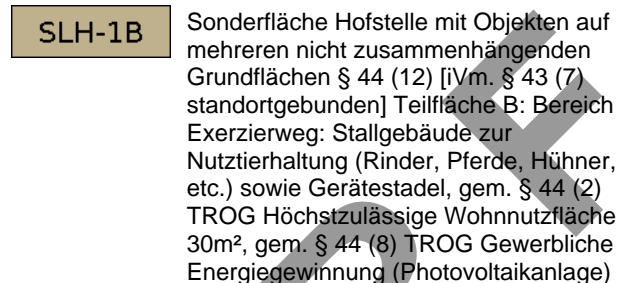 SLH-1B
Sonderfläche Hofstelle mit Objekten auf
mehreren nicht zusammenhängenden
Grundflächen § 44 (12) [iVm. § 43 (7)
standortgebunden] Teilfläche B: Bereich
Exerzierweg: Stallgebäude zur
Nutztierhaltung (Rinder, Pferde, Hühner,
etc.) sowie Gerätestadel, gem. § 44 (2)
TROG Höchstzulässige Wohnnutzfläche
30m², gem. § 44 (8) TROG Gewerbliche
Energiegewinnung (Photovoltaikanlage)